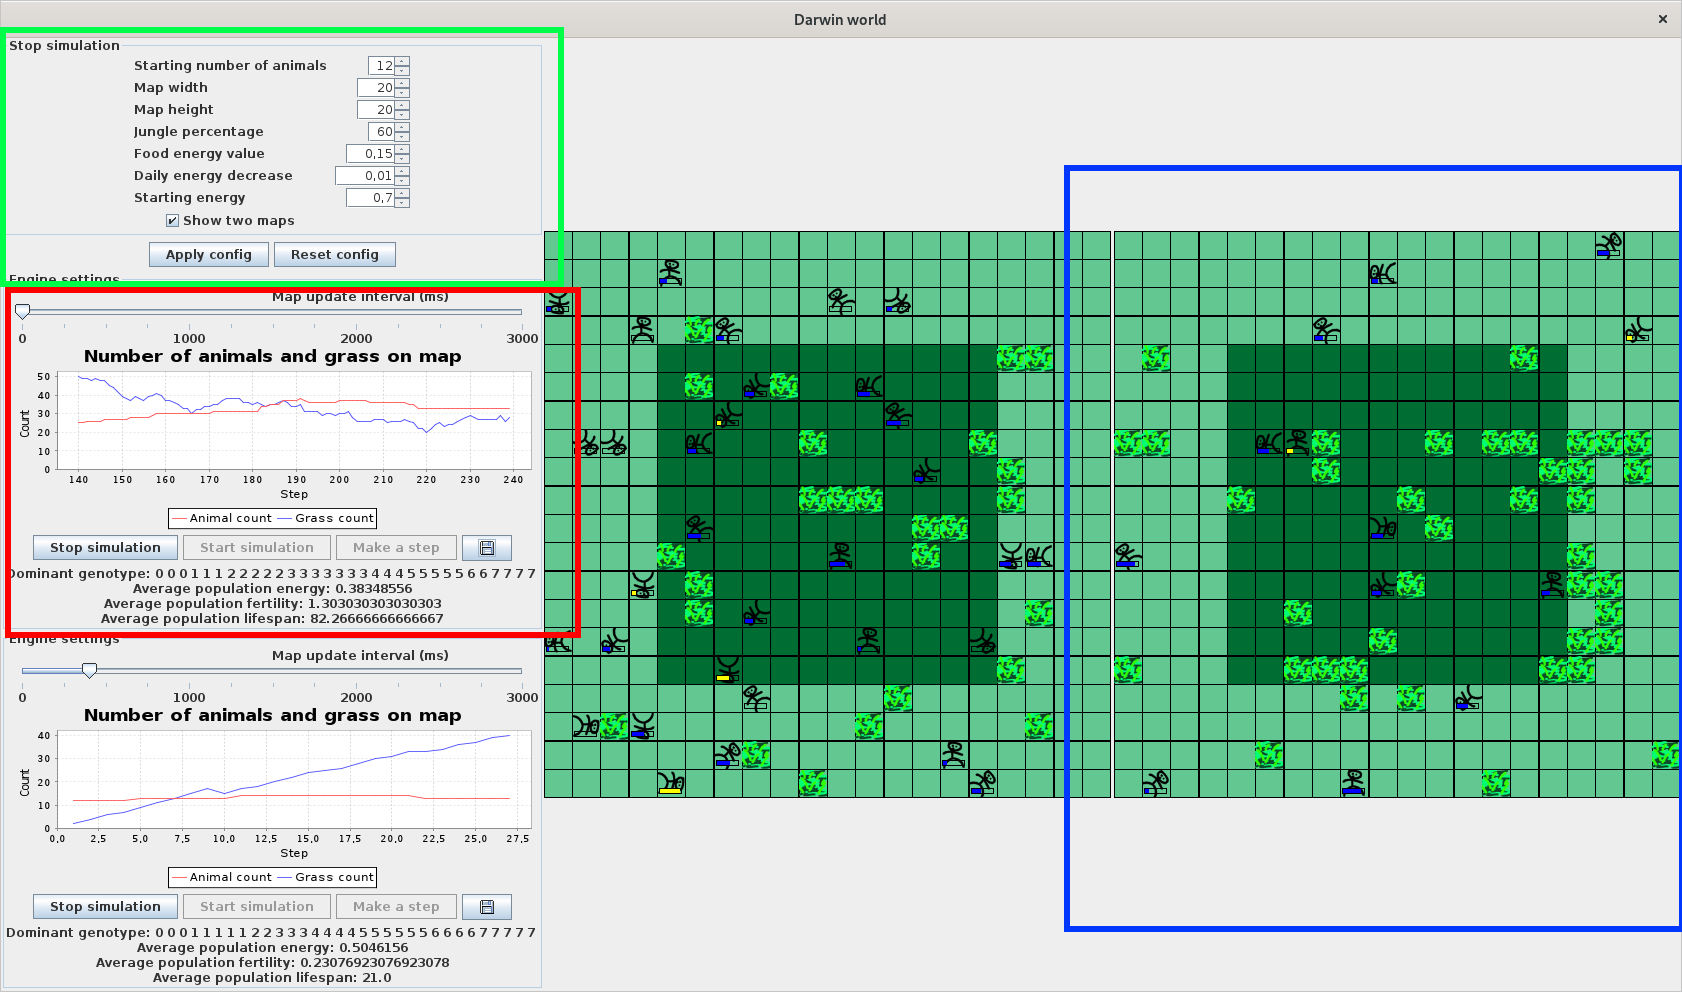 Darwin world
Stop simulation
Starting number of animals 12
Map width 20
Map height 20
Jungle percentage 60
Food energy value 0,15
Daily energy decrease 0,01
Starting energy 0,7
Show two maps
Apply config Reset config
Engine settings
Map update interval (ms)
0 1000 2000 3000
Number of animals and grass on map
50
40
30
20
10
0
Count
140 150 160 170 180 190 200 210 220 230 240
Step
Animal count Grass count
Stop simulation Start simulation Make a step
Dominant genotype: 0 0 0 1 1 1 2 2 2 2 2 3 3 3 3 3 3 3 3 4 4 4 5 5 5 5 5 6 6 7 7 7 7
Average population energy: 0.38348556
Average population fertility: 1.303030303030303
Average population lifespan: 82.26666666666667
Engine settings
Map update interval (ms)
0 1000 2000 3000
Number of animals and grass on map
40
30
20
10
0
Count
0,0 2,5 5,0 7,5 10,0 12,5 15,0 17,5 20,0 22,5 25,0 27,5
Step
Animal count Grass count
Stop simulation Start simulation Make a step
Dominant genotype: 0 0 0 1 1 1 1 1 2 2 3 3 3 4 4 4 4 5 5 5 5 5 5 6 6 6 6 7 7 7 7 7
Average population energy: 0.5046156
Average population fertility: 0.23076923076923078
Average population lifespan: 21.0